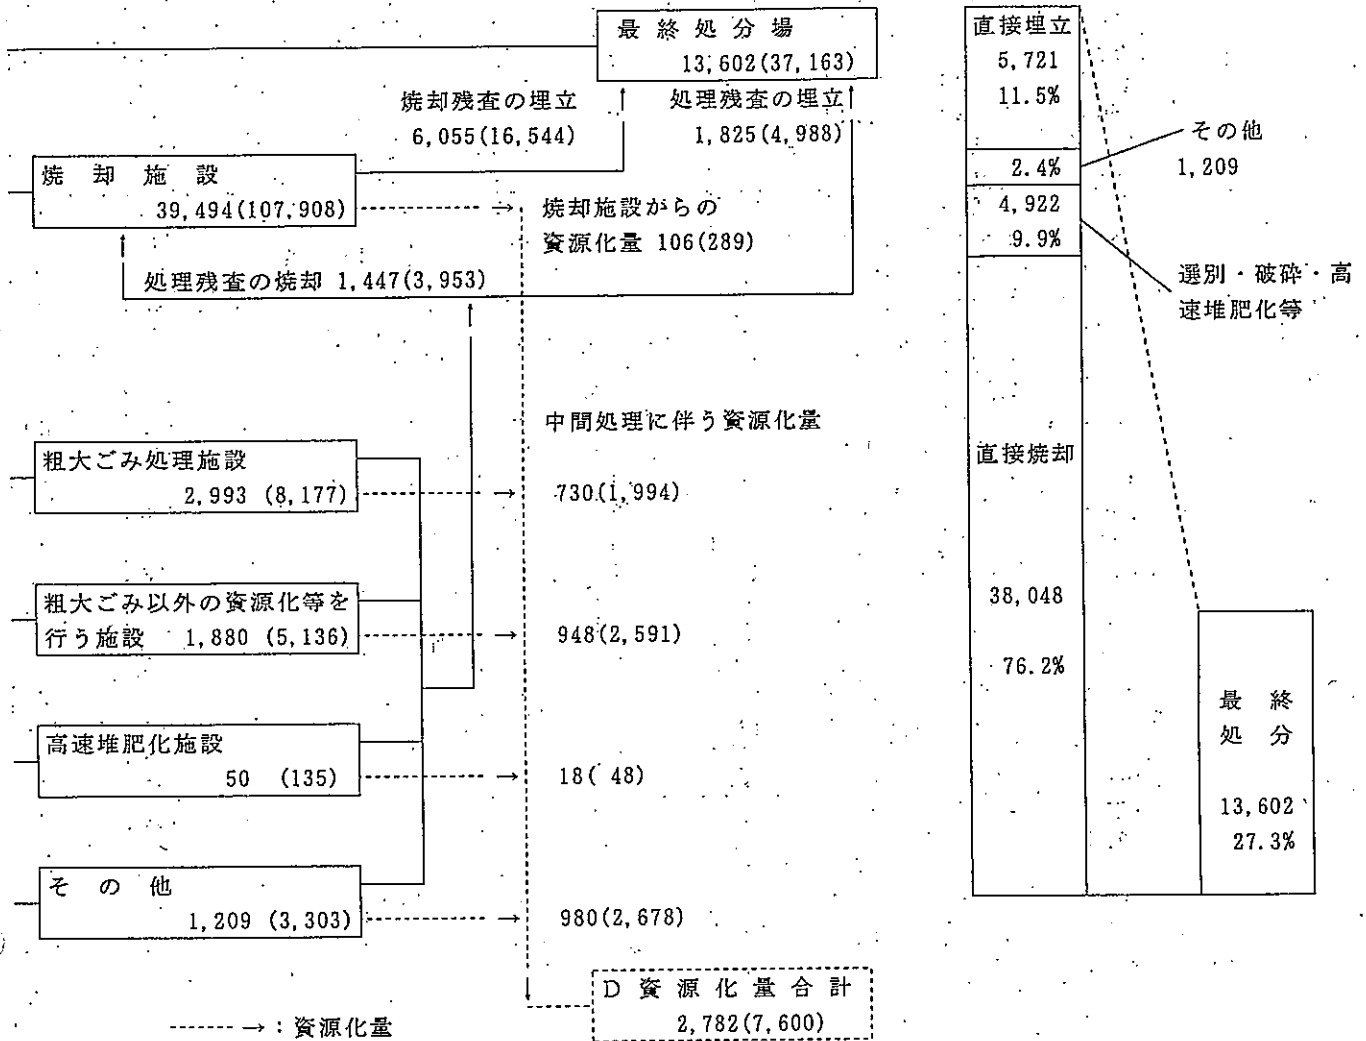 最終処分場
13,602(37,163)
焼却残査の埋立
6,055(16,544)
処理残査の埋立
1,825(4,988)
焼却施設
39,494(107,908)
焼却施設がらの
資源化量 106(289)
処理残査の焼却 1,447(3,953)
中間処理に伴う資源化量
粗大ごみ処理施設
2,993 (8,177)
730(1,994)
粗大ごみ以外の資源化等を
行う施設 1,880 (5,136)
948(2,591)
高速堆肥化施設
50 (135)
18( 48)
その他
1,209 (3,303)
980(2,678)
D 資源化量合計
2,782(7,600)
------→:資源化量
直接埋立
5,721
11.5%
その他
1,209
2.4%
4,922
9.9%
選別・破砕・高
速堆肥化等
直接焼却
38,048
76.2%
最終
処分
13,602
27.3%